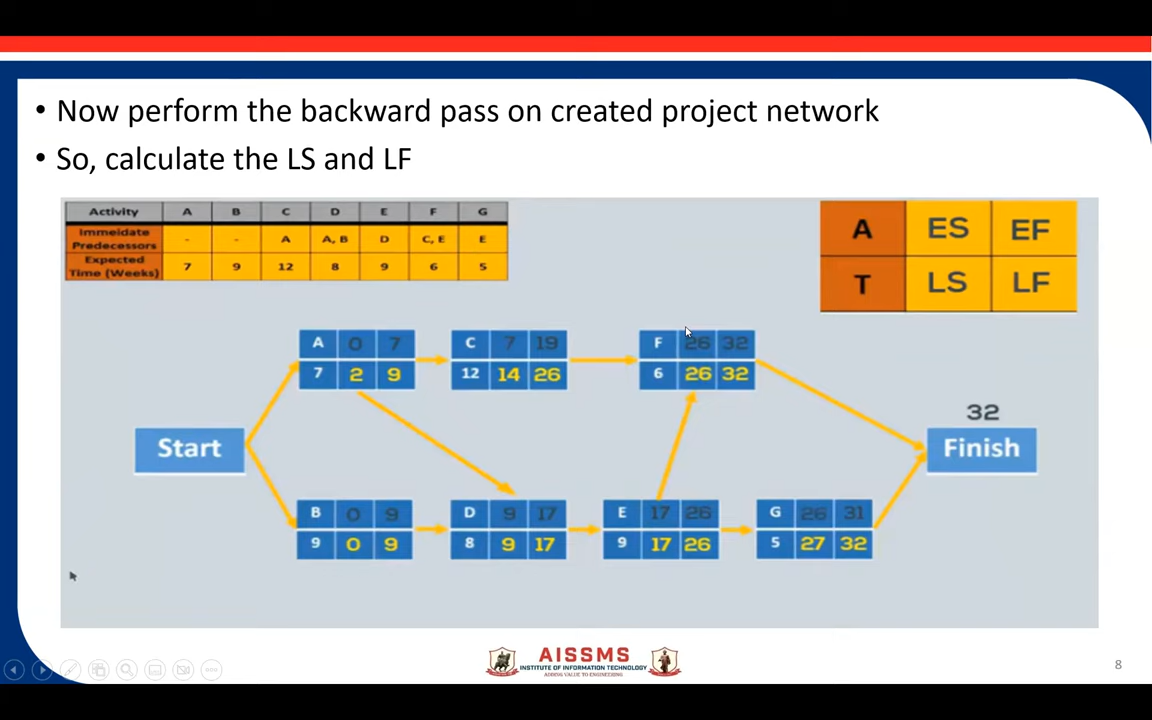 • Now perform the backward pass on created project network
• So, calculate the LS and LF
Activity A B C D E F G
Immeidate Predecessors - - A A, B D C, E E
Expected Time (Weeks) 7 9 12 8 9 6 5
A ES EF
T LS LF
A 0 7
7 2 9
C 7 19
12 14 26
F 26 32
6 26 32
32
Start
Finish
B 0 9
9 0 9
D 9 17
8 9 17
E 17 26
9 17 26
G 26 31
5 27 32
AISSMS
INSTITUTE OF INFORMATION TECHNOLOGY
ADDING VALUE TO ENGINEERING
8